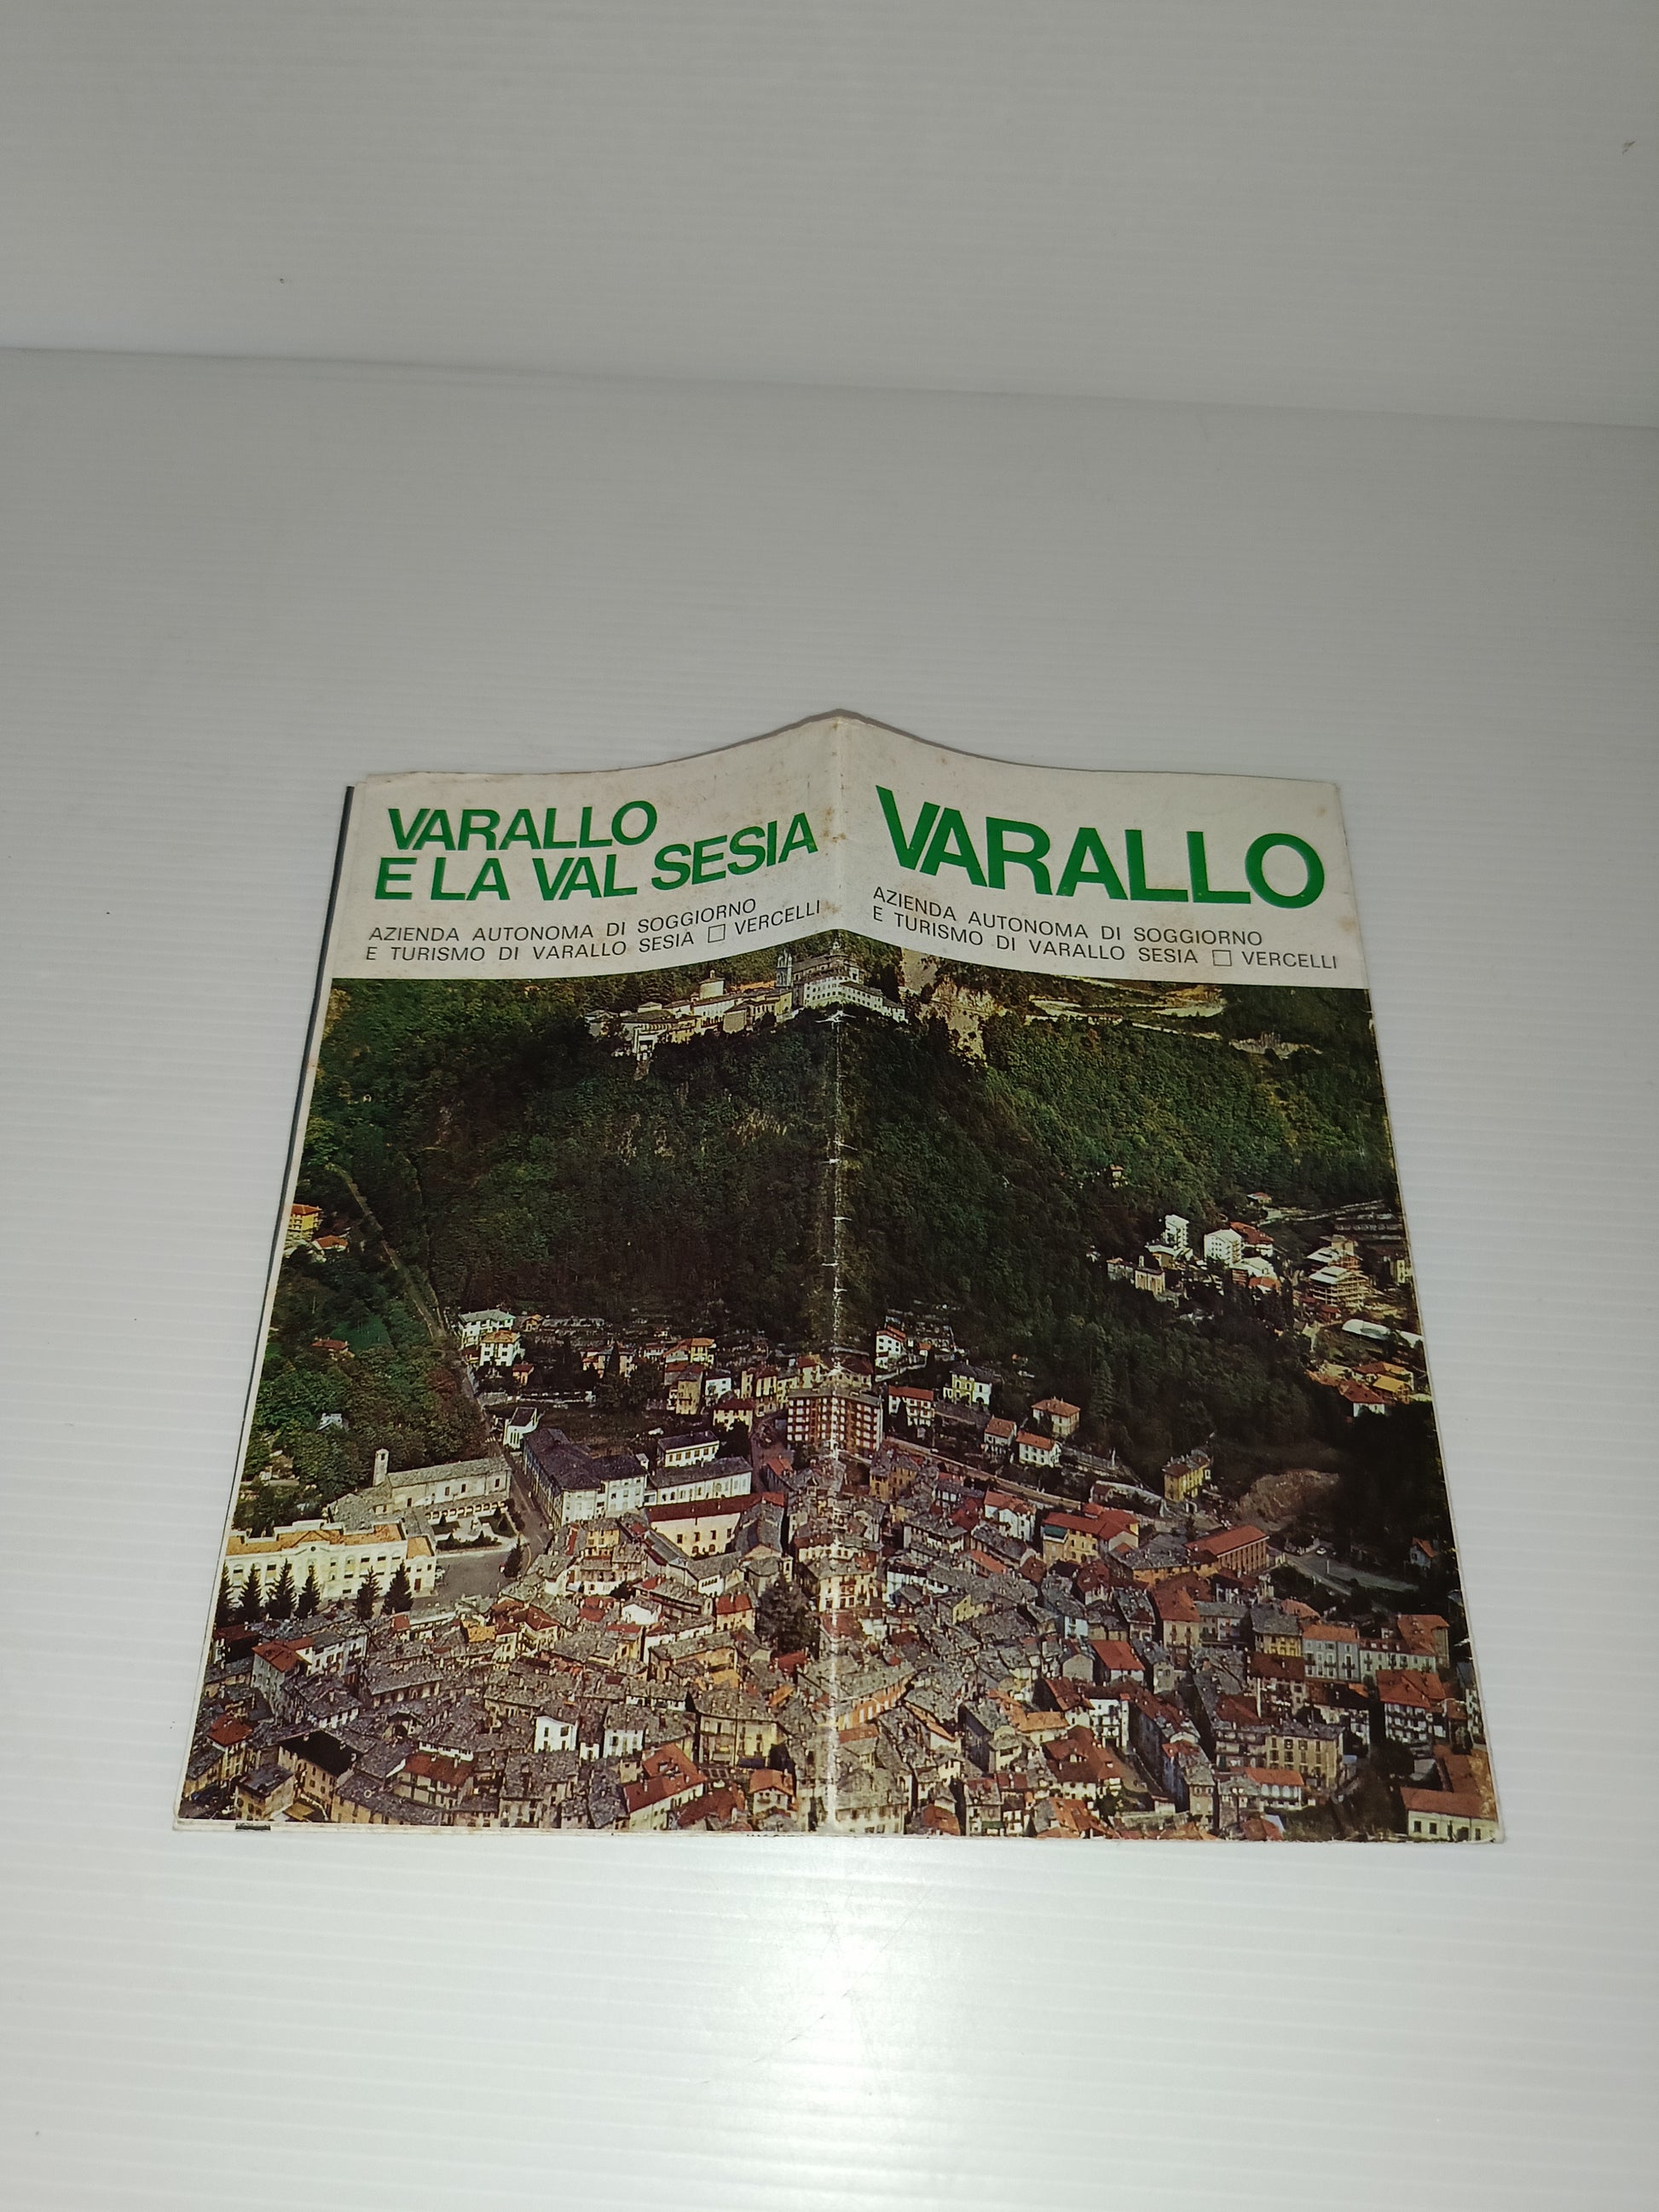 VARALLO
E LA VAL SESIA
AZIENDA AUTONOMA DI SOGGIORNO
E TURISMO DI VARALLO SESIA □ VERCELLI
VARALLO
AZIENDA AUTONOMA DI SOGGIORNO
E TURISMO DI VARALLO SESIA □ VERCELLI